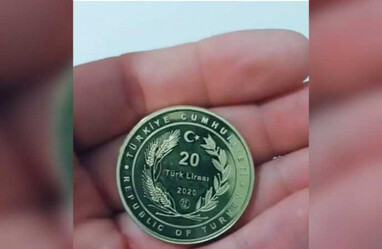 TÜRKİYE CUMHURİYETİ
20
Türk Lirası
2020
REPUBLIC OF TURKEY